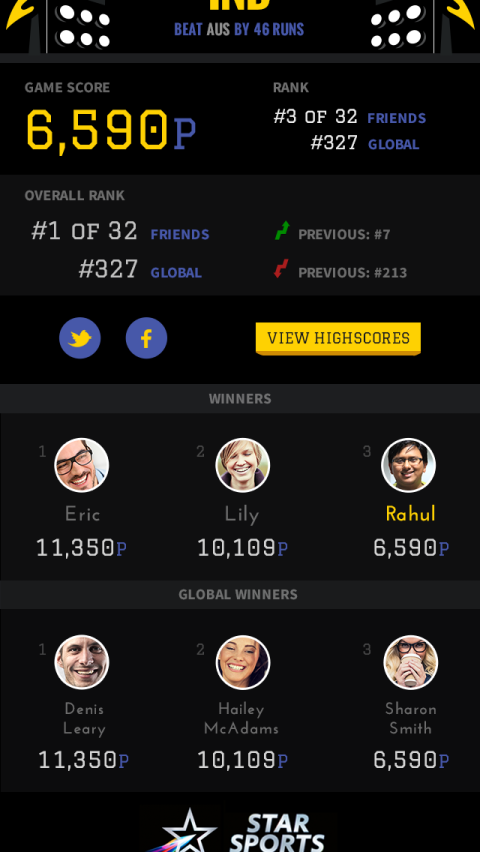 IND
BEAT AUS BY 46 RUNS
GAME SCORE
6,590P
RANK
#3 OF 32 FRIENDS
#327 GLOBAL
OVERALL RANK
#1 OF 32 FRIENDS
PREVIOUS: #7
#327 GLOBAL
PREVIOUS: #213
f
VIEW HIGHSCORES
WINNERS
1 2 3
Eric Lily Rahul
11,350P 10,109P 6,590P
GLOBAL WINNERS
1 2 3
Denis Hailey Sharon
Leary McAdams Smith
11,350P 10,109P 6,590P
STAR
SPORTS